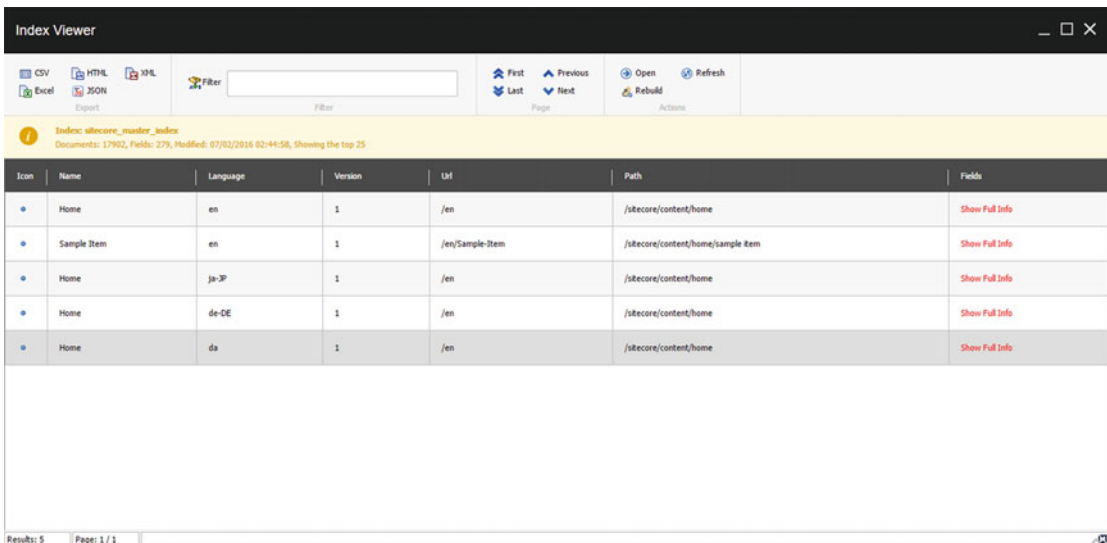 Index Viewer
CSV HTML XML Filter First Previous Open Refresh
Excel JSON Last Next Rebuild
Export Filter Page Actions
Index: sitecore_master_index
Documents: 17902, Fields: 279, Modified: 07/02/2016 02:44:58, Showing the top 25
Icon Name Language Version Url Path Fields
Home en 1 /en /sitecore/content/home Show Full Info
Sample Item en 1 /en/Sample-Item /sitecore/content/home/sample item Show Full Info
Home ja-JP 1 /en /sitecore/content/home Show Full Info
Home de-DE 1 /en /sitecore/content/home Show Full Info
Home da 1 /en /sitecore/content/home Show Full Info
Results: 5 Page: 1 / 1